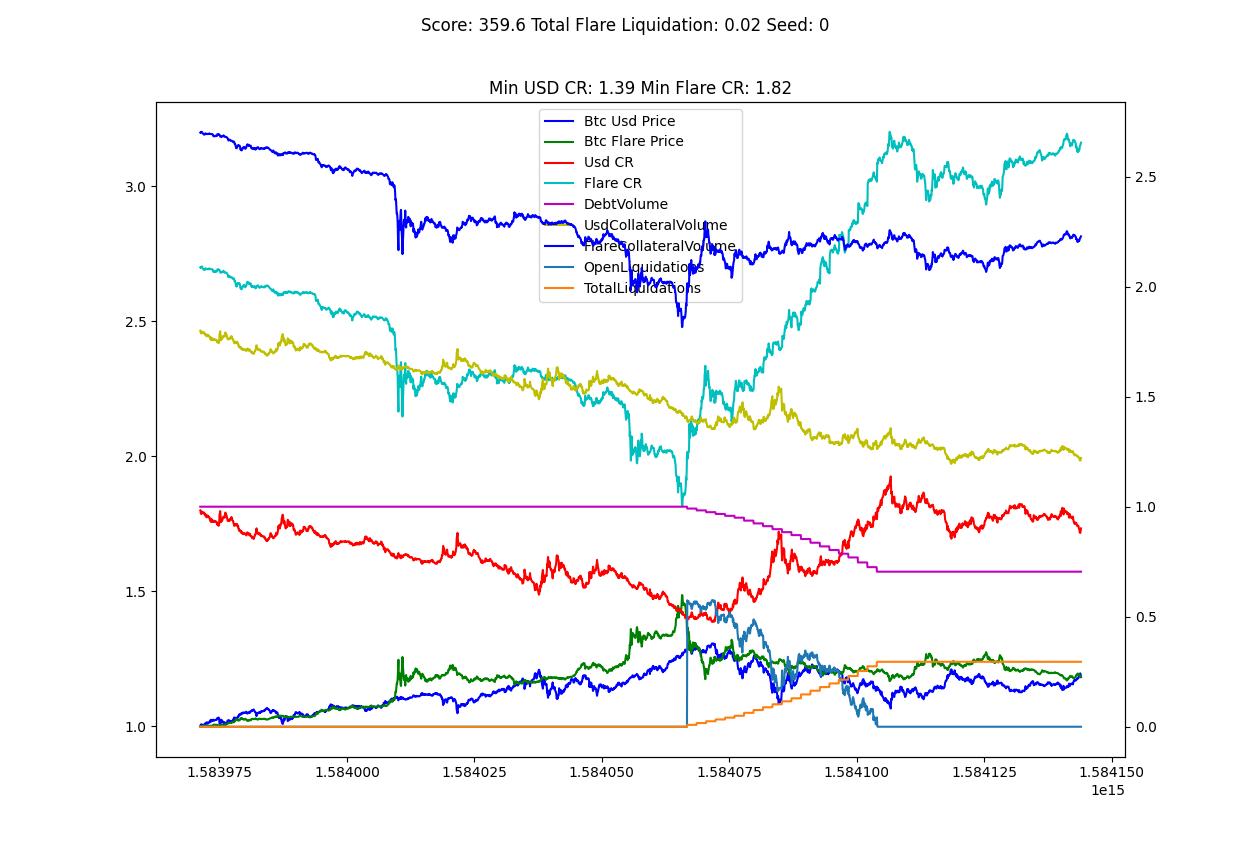 Score: 359.6 Total Flare Liquidation: 0.02 Seed: 0
Min USD CR: 1.39 Min Flare CR: 1.82
Btc Usd Price
Btc Flare Price
Usd CR
Flare CR
DebtVolume
UsdCollateralVolume
FlareCollateralVolume
OpenLiquidations
TotalLiquidations
3.0
2.5
2.0
1.5
1.0
2.5
2.0
1.5
1.0
0.5
0.0
1.583975 1.584000 1.584025 1.584050 1.584075 1.584100 1.584125 1.584150
1e15